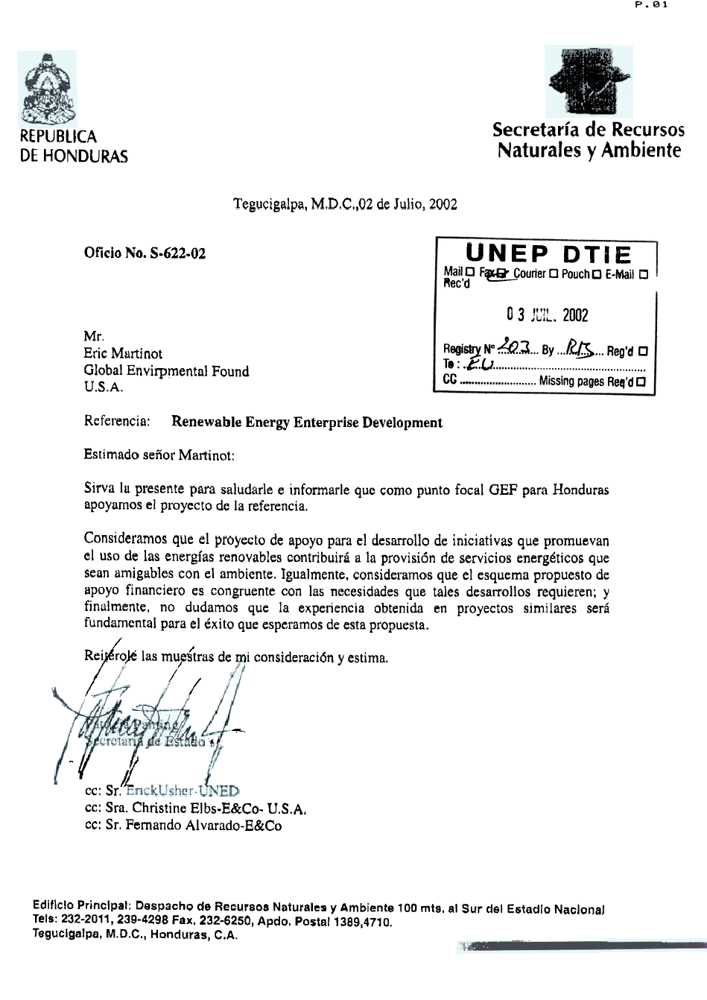 P.01
REPUBLICA
DE HONDURAS
Secretaría de Recursos
Naturales y Ambiente
Tegucigalpa, M.D.C.,02 de Julio, 2002
Oficio No. S-622-02
UNEP DTIE
Mail ☐ Fax ☐ Courier ☐ Pouch ☐ E-Mail ☐
Rec'd
03 JUIL. 2002
Registry N° 203 By RB Reg'd ☐
To : EU
CC Missing pages Req'd ☐
Mr.
Eric Martinot
Global Envirpmental Found
U.S.A.
Referencia: Renewable Energy Enterprise Development
Estimado señor Martinot:
Sirva la presente para saludarle e informarle que como punto focal GEF para Honduras
apoyamos el proyecto de la referencia.
Consideramos que el proyecto de apoyo para el desarrollo de iniciativas que promuevan
el uso de las energías renovables contribuirá a la provisión de servicios energéticos que
sean amigables con el ambiente. Igualmente, consideramos que el esquema propuesto de
apoyo financiero es congruente con las necesidades que tales desarrollos requieren; y
finalmente, no dudamos que la experiencia obtenida en proyectos similares será
fundamental para el éxito que esperamos de esta propuesta.
Reitérole las muestras de mi consideración y estima.
Patricia Panting
Secretaria de Estado
cc: Sr. ErickUsher-UNED
cc: Sra. Christine Elbs-E&Co- U.S.A.
cc: Sr. Fernando Alvarado-E&Co
Edificio Principal: Despacho de Recursos Naturales y Ambiente 100 mts. al Sur del Estadio Nacional
Tels: 232-2011, 239-4298 Fax. 232-6250, Apdo. Postal 1389,4710.
Tegucigalpa, M.D.C., Honduras, C.A.